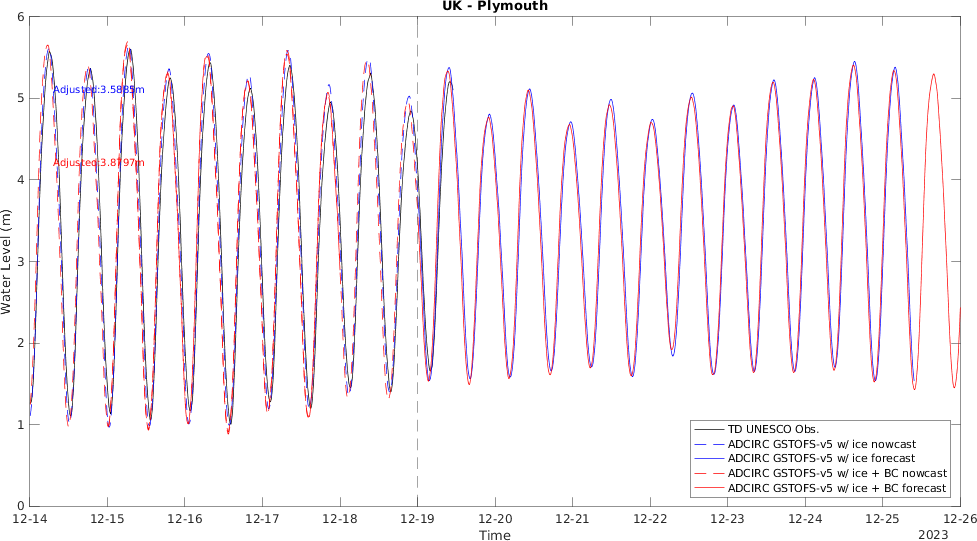 UK - Plymouth
6
5
4
3
2
1
0
Water Level (m)
Adjusted:3.5885m
Adjusted:3.8797m
TD UNESCO Obs.
ADCIRC GSTOFS-v5 w/ ice nowcast
ADCIRC GSTOFS-v5 w/ ice forecast
ADCIRC GSTOFS-v5 w/ ice + BC nowcast
ADCIRC GSTOFS-v5 w/ ice + BC forecast
12-14 12-15 12-16 12-17 12-18 12-19 12-20 12-21 12-22 12-23 12-24 12-25 12-26
Time
2023